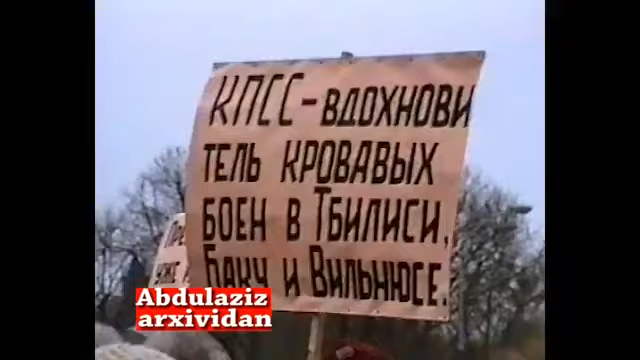 КПСС - ВДОХНОВИ
ТЕЛЬ КРОВАВЫХ
БОЕН В ТБИЛИСИ,
БАКУ И ВИЛЬНЮСЕ.
Abdulaziz
arxividan